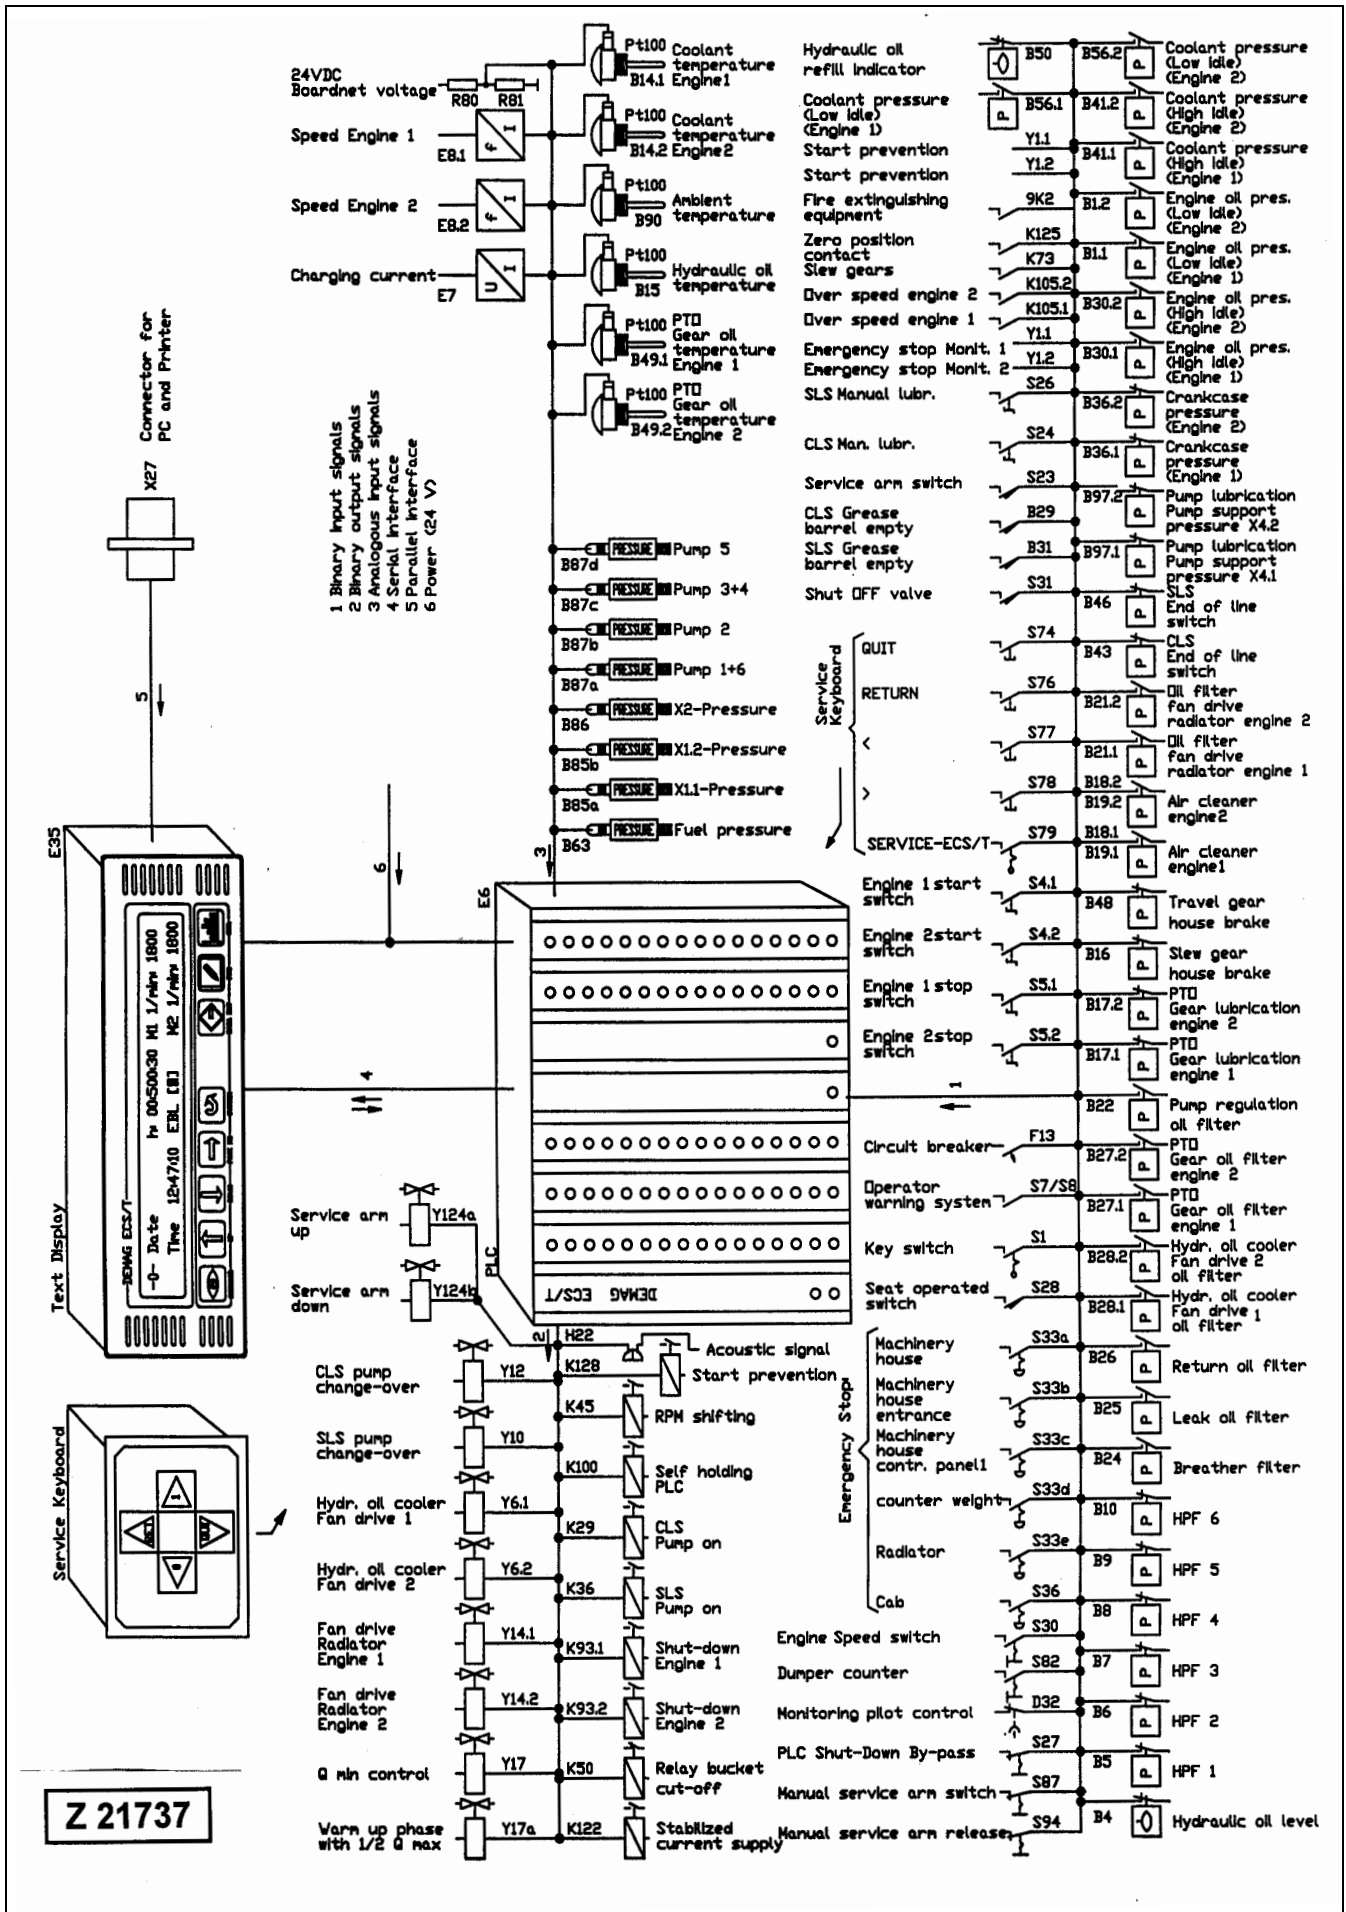 24VDC
Boardnet voltage
R80
R81
Speed Engine 1
E8.1
f
I
Speed Engine 2
E8.2
f
I
Charging current
E7
U
I
Pt100
B14.1
Coolant
temperature
Engine1
Pt100
B14.2
Coolant
temperature
Engine2
Pt100
B90
Ambient
temperature
Pt100
B15
Hydraulic oil
temperature
Pt100
B49.1
PTO
Gear oil
temperature
Engine 1
Pt100
B49.2
PTO
Gear oil
temperature
Engine 2
Connector for
PC and Printer
X27
5
1 Binary input signals
2 Binary output signals
3 Analogous input signals
4 Serial interface
5 Parallel interface
6 Power (24 V)
B87d PRESSURE Pump 5
B87c PRESSURE Pump 3+4
B87b PRESSURE Pump 2
B87a PRESSURE Pump 1+6
B86 PRESSURE X2-Pressure
B85b PRESSURE X1.2-Pressure
B85a PRESSURE X1.1-Pressure
B63 PRESSURE Fuel pressure
3
6
4
1
2
E35
Text Display
DEMAG ECS/T
-0- Date h: 00500:30 M1 1/min: 1800
Time 12:47:10 EBL [ ] M2 1/min: 1800
E6
PLC
DEMAG ECS/T
Service Keyboard
1
RET
QUIT
0
Hydraulic oil
refill indicator
B50
Coolant pressure
(Low idle)
(Engine 1)
P
B56.1
Start prevention
Y1.1
Start prevention
Y1.2
Fire extinguishing
equipment
9K2
Zero position
contact
K125
Slew gears
K73
Over speed engine 2
K105.2
Over speed engine 1
K105.1
Emergency stop Monit. 1
Y1.1
Emergency stop Monit. 2
Y1.2
SLS Manual lubr.
S26
CLS Man. lubr.
S24
Service arm switch
S23
CLS Grease
barrel empty
B29
SLS Grease
barrel empty
B31
Shut OFF valve
S31
Service
Keyboard
QUIT
S74
RETURN
S76
<
S77
>
S78
SERVICE-ECS/T
S79
Engine 1 start
switch
S4.1
Engine 2start
switch
S4.2
Engine 1 stop
switch
S5.1
Engine 2stop
switch
S5.2
Circuit breaker
F13
Operator
warning system
S7/S8
Key switch
S1
Seat operated
switch
S28
Emergency Stop:
Machinery
house
S33a
Machinery
house
entrance
S33b
Machinery
house
contr. panel1
S33c
counter weight
S33d
Radiator
S33e
Cab
S36
Engine Speed switch
S30
Dumper counter
S82
Monitoring pilot control
D32
PLC Shut-Down By-pass
S27
Manual service arm switch
S87
Manual service arm release
S94
B56.2
P
Coolant pressure
(Low idle)
(Engine 2)
B41.2
P
Coolant pressure
(High idle)
(Engine 2)
B41.1
P
Coolant pressure
(High idle)
(Engine 1)
B1.2
P
Engine oil pres.
(Low idle)
(Engine 2)
B1.1
P
Engine oil pres.
(Low idle)
(Engine 1)
B30.2
P
Engine oil pres.
(High idle)
(Engine 2)
B30.1
P
Engine oil pres.
(High idle)
(Engine 1)
B36.2
P
Crankcase
pressure
(Engine 2)
B36.1
P
Crankcase
pressure
(Engine 1)
B97.2
P
Pump lubrication
Pump support
pressure X4.2
B97.1
P
Pump lubrication
Pump support
pressure X4.1
B46
P
SLS
End of line
switch
B43
P
CLS
End of line
switch
B21.2
P
Oil filter
fan drive
radiator engine 2
B21.1
P
Oil filter
fan drive
radiator engine 1
B18.2
B19.2
P
Air cleaner
engine2
B18.1
B19.1
P
Air cleaner
engine1
B48
P
Travel gear
house brake
B16
P
Slew gear
house brake
B17.2
P
PTO
Gear lubrication
engine 2
B17.1
P
PTO
Gear lubrication
engine 1
B22
P
Pump regulation
oil filter
B27.2
P
PTO
Gear oil filter
engine 2
B27.1
P
PTO
Gear oil filter
engine 1
B28.2
P
Hydr. oil cooler
Fan drive 2
oil filter
B28.1
P
Hydr. oil cooler
Fan drive 1
oil filter
B26
P
Return oil filter
B25
P
Leak oil filter
B24
P
Breather filter
B10
P
HPF 6
B9
P
HPF 5
B8
P
HPF 4
B7
P
HPF 3
B6
P
HPF 2
B5
P
HPF 1
B4
Hydraulic oil level
Service arm
up
Y124a
Service arm
down
Y124b
CLS pump
change-over
Y12
SLS pump
change-over
Y10
Hydr. oil cooler
Fan drive 1
Y6.1
Hydr. oil cooler
Fan drive 2
Y6.2
Fan drive
Radiator
Engine 1
Y14.1
Fan drive
Radiator
Engine 2
Y14.2
Q min control
Y17
Warm up phase
with 1/2 Q max
Y17a
H22
Acoustic signal
K128
Start prevention
K45
RPM shifting
K100
Self holding
PLC
K29
CLS
Pump on
K36
SLS
Pump on
K93.1
Shut-down
Engine 1
K93.2
Shut-down
Engine 2
K50
Relay bucket
cut-off
K122
Stabilized
current supply
Z 21737